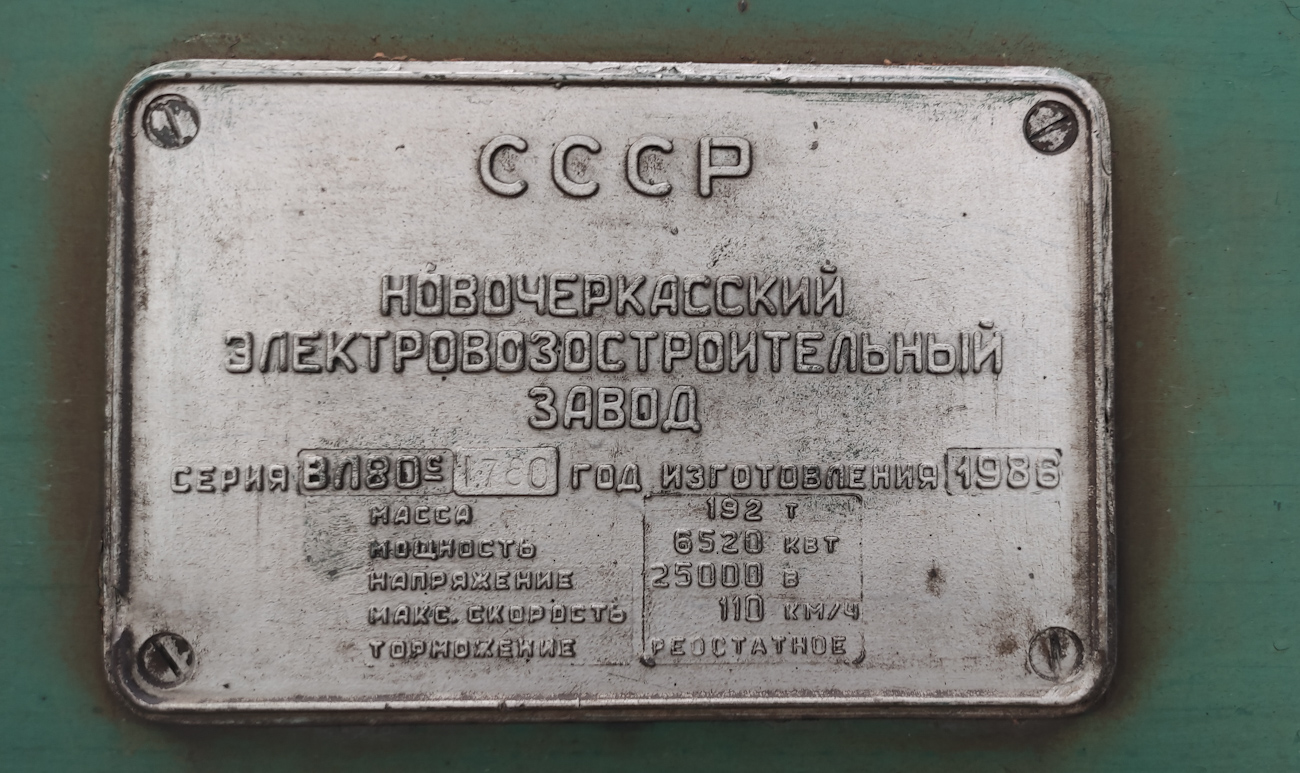 СССР
НОВОЧЕРКАССКИЙ
ЭЛЕКТРОВОЗОСТРОИТЕЛЬНЫЙ
ЗАВОД
СЕРИЯ ВЛ80С 1780 ГОД ИЗГОТОВЛЕНИЯ 1986
МАССА 192 Т
МОЩНОСТЬ 6520 КВТ
НАПРЯЖЕНИЕ 25000 В
МАКС. СКОРОСТЬ 110 КМ/Ч
ТОРМОЖЕНИЕ РЕОСТАТНОЕ